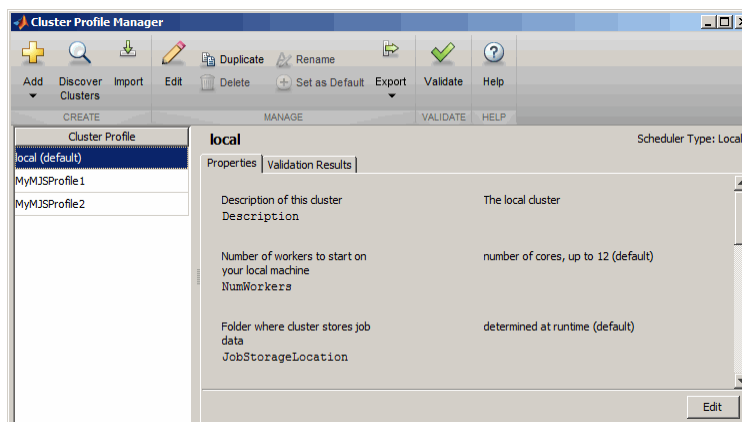 Cluster Profile Manager
Add
Discover
Clusters
Import
Edit
Duplicate
Rename
Delete
Set as Default
Export
Validate
Help
CREATE
MANAGE
VALIDATE
HELP
Cluster Profile
local (default)
MyMJSProfile1
MyMJSProfile2
local
Scheduler Type: Local
Properties
Validation Results
Description of this cluster
The local cluster
Description
Number of workers to start on
number of cores, up to 12 (default)
your local machine
NumWorkers
Folder where cluster stores job
determined at runtime (default)
data
JobStorageLocation
Edit